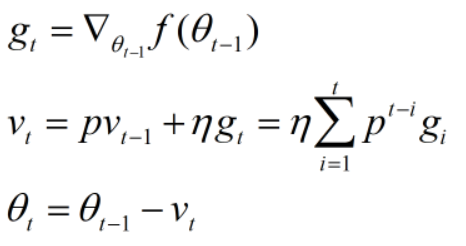 g_t = ∇_{θ_{t-1}} f(θ_{t-1})
v_t = pv_{t-1} + ηg_t = η∑_{i=1}^{t} p^{t-i} g_i
θ_t = θ_{t-1} − v_t